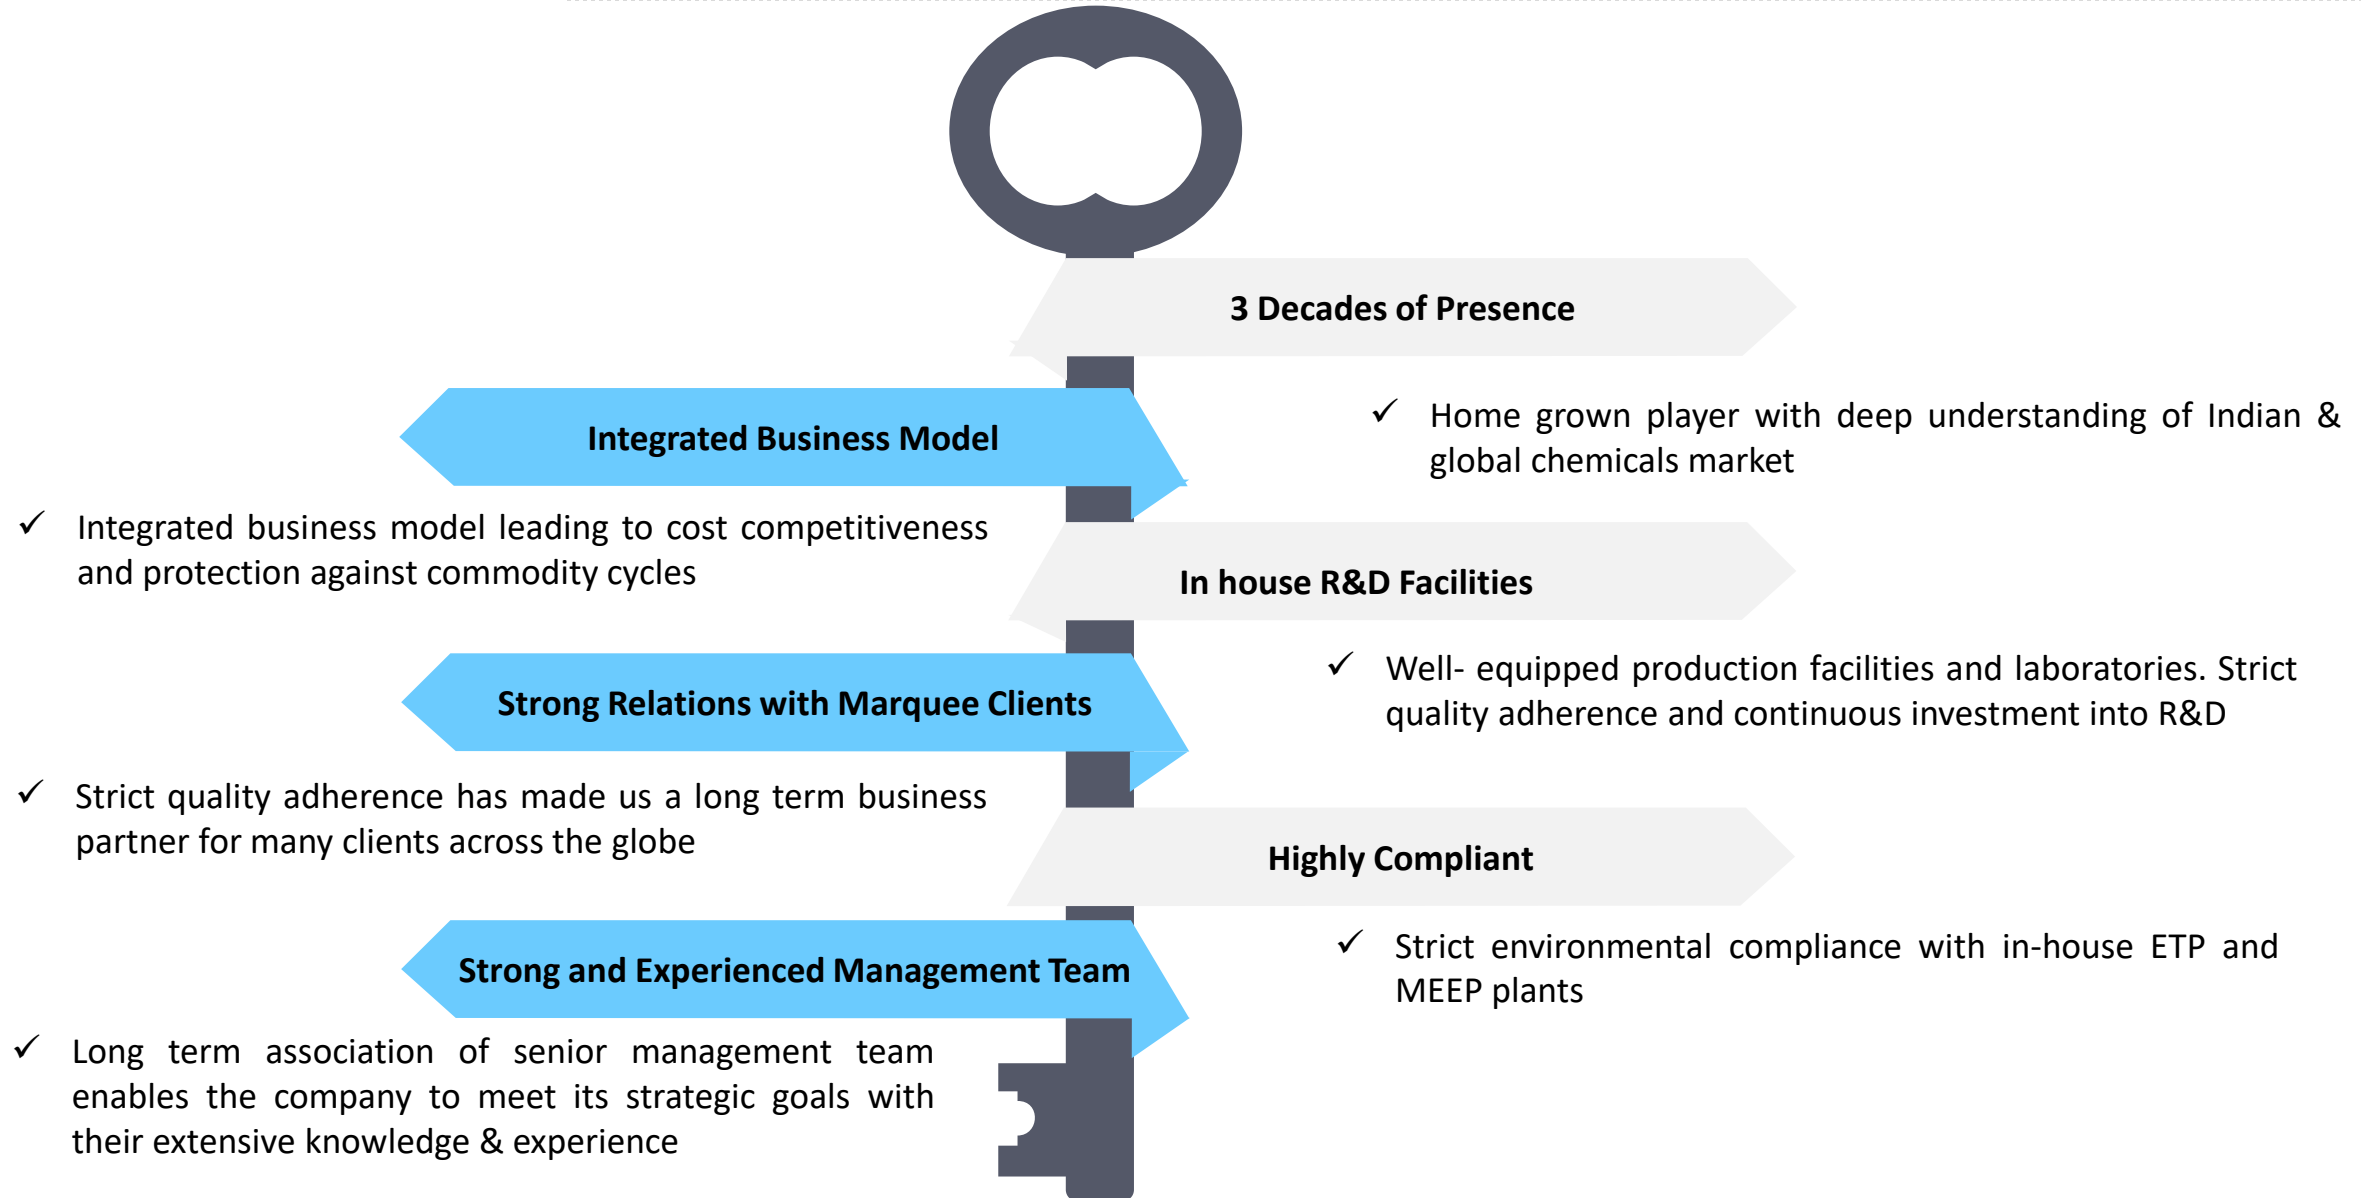 3 Decades of Presence
✓ Home grown player with deep understanding of Indian &
global chemicals market
Integrated Business Model
✓ Integrated business model leading to cost competitiveness
and protection against commodity cycles
In house R&D Facilities
✓ Well- equipped production facilities and laboratories. Strict
quality adherence and continuous investment into R&D
Strong Relations with Marquee Clients
✓ Strict quality adherence has made us a long term business
partner for many clients across the globe
Highly Compliant
✓ Strict environmental compliance with in-house ETP and
MEEP plants
Strong and Experienced Management Team
✓ Long term association of senior management team
enables the company to meet its strategic goals with
their extensive knowledge & experience